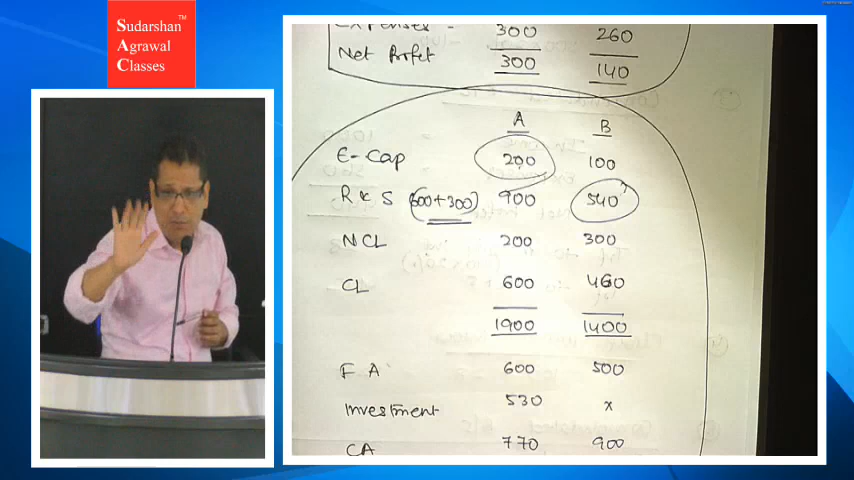 Sudarshan™
Agrawal
Classes
Expenses - 300 260
Net Profit 300 140
A B
E-Cap 200 100
R & S (600+300) 900 540
NCL 200 300
CL 600 460
1900 1400
F A 600 500
Investment 530 x
CA 770 900